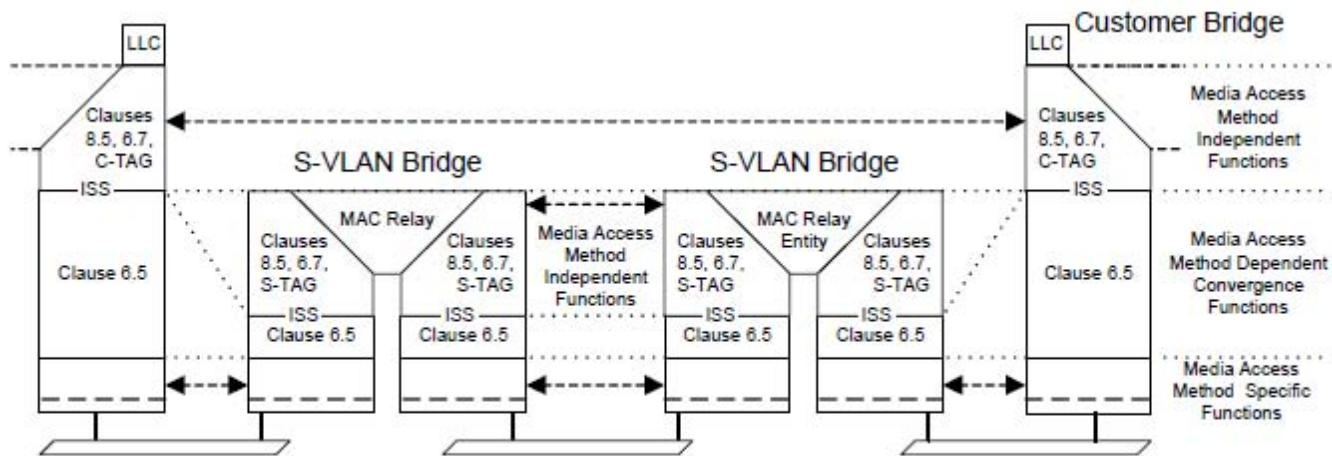 Customer Bridge
LLC
LLC
Clauses
8.5, 6.7,
C-TAG
Clauses
8.5, 6.7,
C-TAG
Media Access
Method
Independent
Functions
S-VLAN Bridge
S-VLAN Bridge
ISS
ISS
MAC Relay
MAC Relay
Entity
Clause 6.5
Clauses
8.5, 6.7,
S-TAG
Clauses
8.5, 6.7,
S-TAG
Media Access
Method
Independent
Functions
Clauses
8.5, 6.7,
S-TAG
Clauses
8.5, 6.7,
S-TAG
Clause 6.5
Media Access
Method Dependent
Convergence
Functions
ISS
ISS
ISS
ISS
Clause 6.5
Clause 6.5
Clause 6.5
Clause 6.5
Media Access
Method Specific
Functions